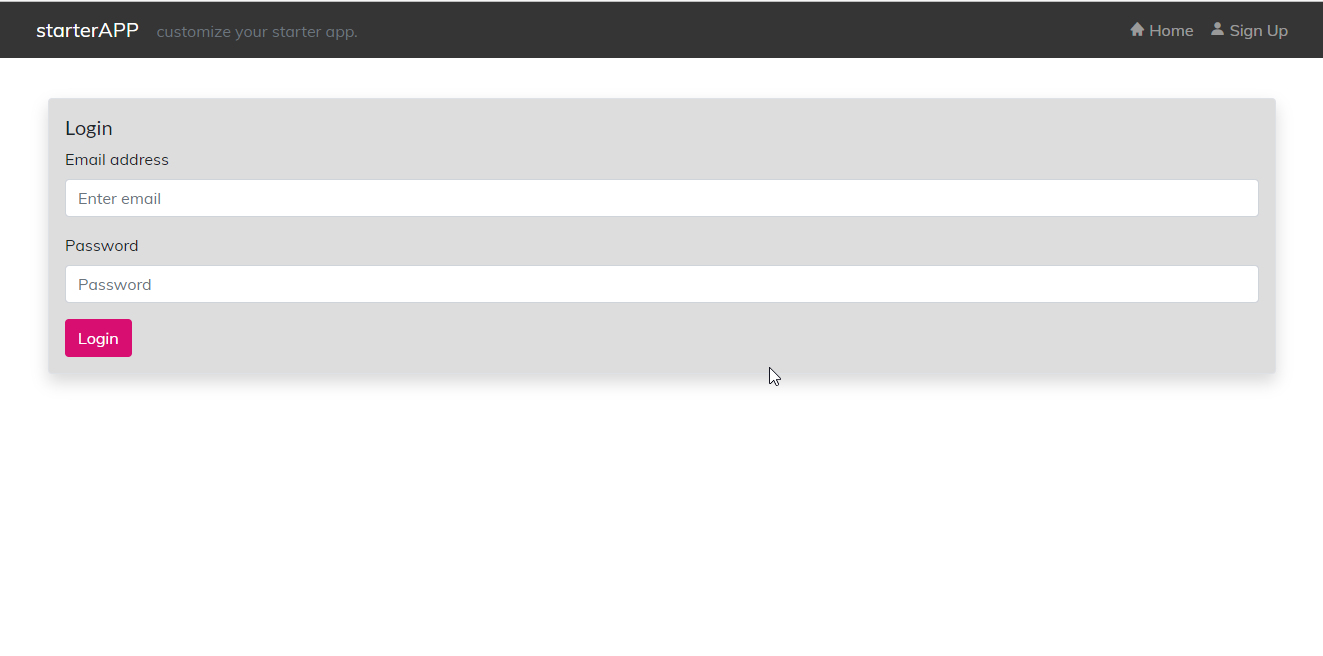 starterAPP customize your starter app. Home Sign Up
Login
Email address
Enter email
Password
Password
Login